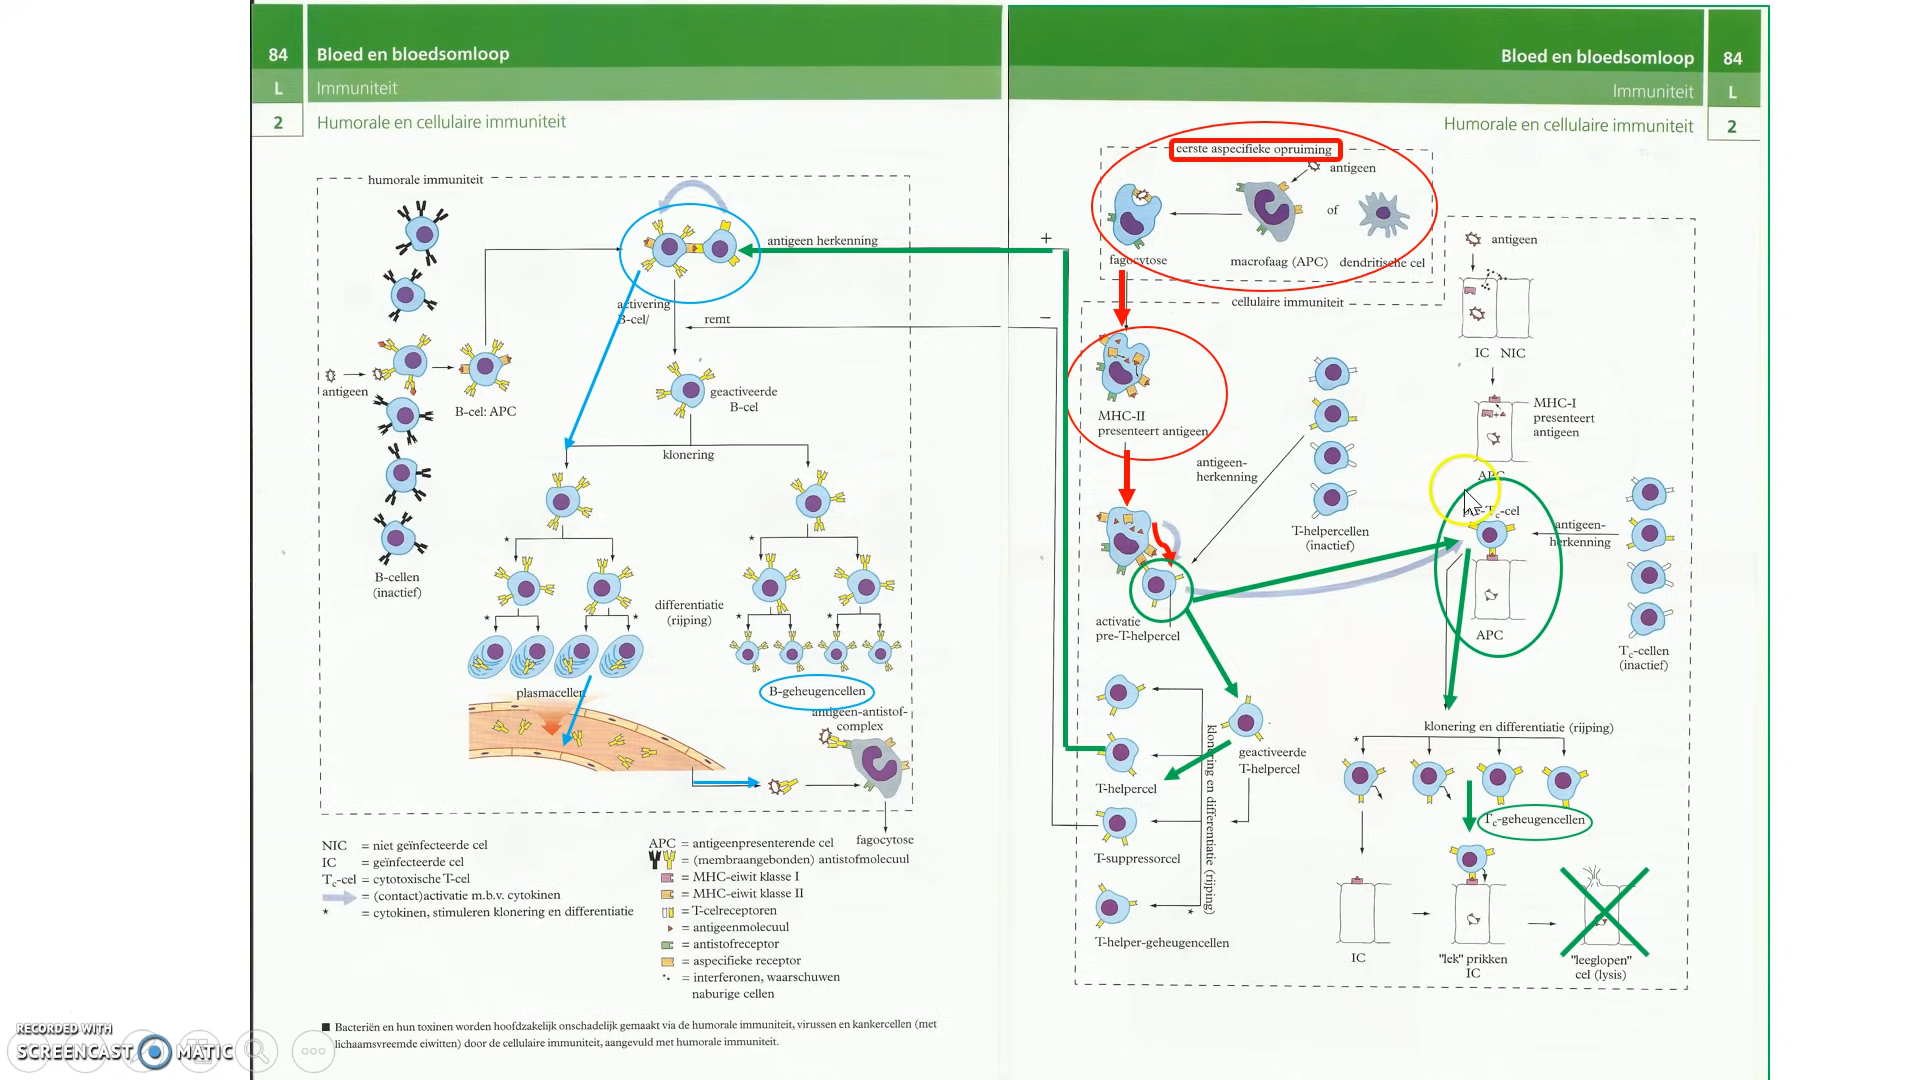 84
Bloed en bloedsomloop
L
Immuniteit
2
Humorale en cellulaire immuniteit
humorale immuniteit
antigeen herkenning
activering
B-cel/
remt
antigeen
B-cel: APC
geactiveerde
B-cel
klonering
B-cellen
(inactief)
differentiatie
(rijping)
*
*
*
*
*
*
plasmacellen
B-geheugencellen
antigeen-antistof-
complex
fagocytose
NIC = niet geïnfecteerde cel
IC = geïnfecteerde cel
Tc-cel = cytotoxische T-cel
= (contact)activatie m.b.v. cytokinen
* = cytokinen, stimuleren klonering en differentiatie
APC = antigeenpresenterende cel
= (membraangebonden) antistofmolecuul
= MHC-eiwit klasse I
= MHC-eiwit klasse II
= T-celreceptoren
= antigeenmolecuul
= antistofreceptor
= aspecifieke receptor
= interferonen, waarschuwen
naburige cellen
■ Bacteriën en hun toxinen worden hoofdzakelijk onschadelijk gemaakt via de humorale immuniteit, virussen en kankercellen (met
lichaamsvreemde eiwitten) door de cellulaire immuniteit, aangevuld met humorale immuniteit.
Bloed en bloedsomloop
84
Immuniteit
L
Humorale en cellulaire immuniteit
2
eerste aspecifieke opruiming
antigeen
of
fagocytose
macrofaag (APC)
dendritische cel
+
−
cellulaire immuniteit
antigeen
IC NIC
MHC-II
presenteert antigeen
MHC-I
presenteert
antigeen
APC
antigeen-
herkenning
T-helpercellen
(inactief)
Tc-cel
antigeen-
herkenning
APC
Tc-cellen
(inactief)
activatie
pre-T-helpercel
geactiveerde
T-helpercel
klonering en differentiatie (rijping)
*
T-helpercel
T-suppressorcel
T-helper-geheugencellen
klonering en differentiatie (rijping)
*
Tc-geheugencellen
IC
"lek" prikken
IC
"leeglopen"
cel (lysis)
RECORDED WITH
SCREENCAST MATIC